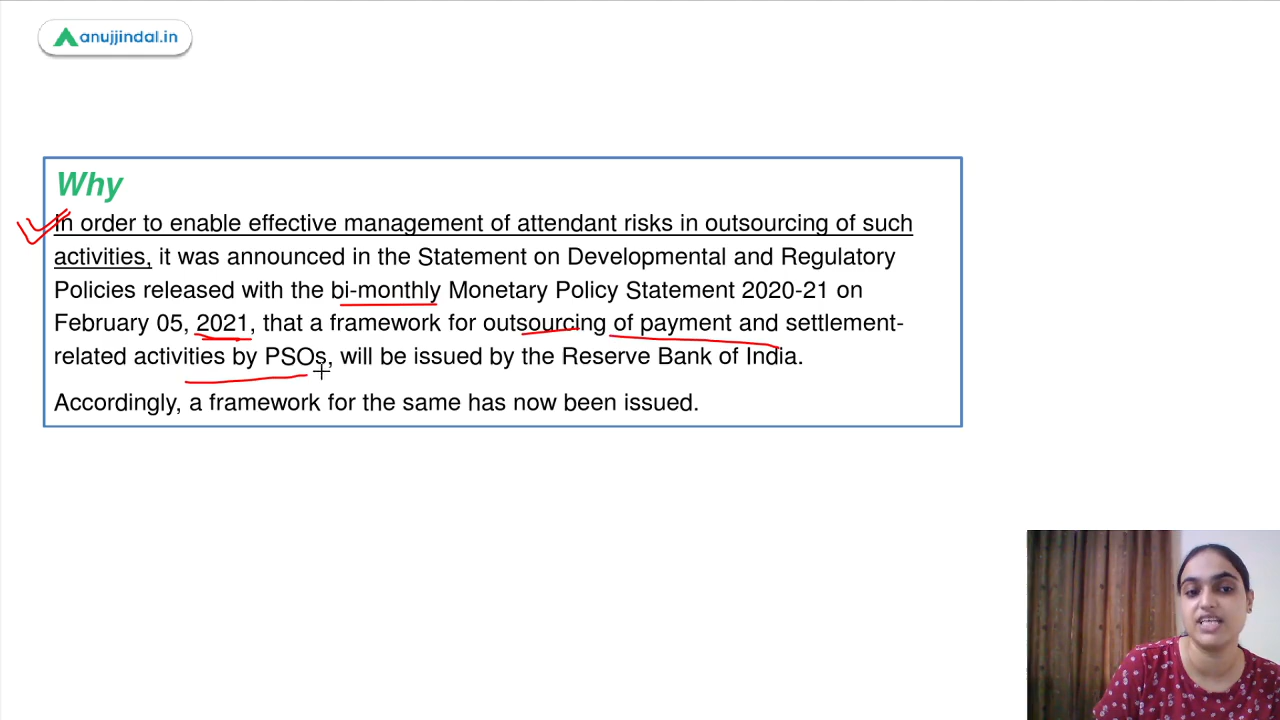 anujjindal.in
Why
In order to enable effective management of attendant risks in outsourcing of such
activities, it was announced in the Statement on Developmental and Regulatory
Policies released with the bi-monthly Monetary Policy Statement 2020-21 on
February 05, 2021, that a framework for outsourcing of payment and settlement-
related activities by PSOs, will be issued by the Reserve Bank of India.
Accordingly, a framework for the same has now been issued.